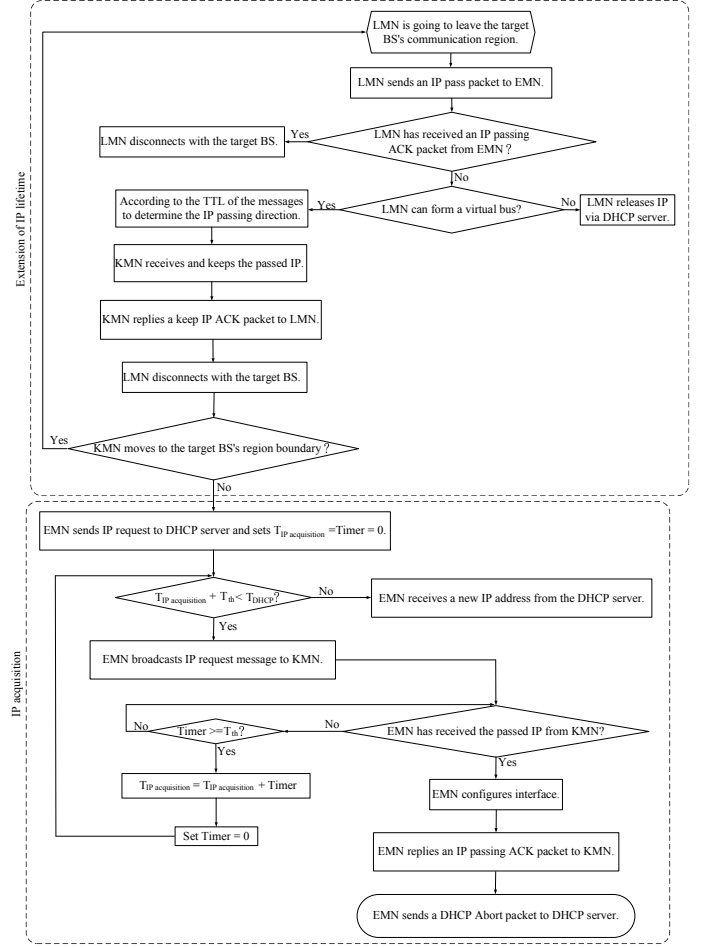 LMN is going to leave the target
BS's communication region.
LMN sends an IP pass packet to EMN.
LMN has received an IP passing
ACK packet from EMN？
Yes
LMN disconnects with the target BS.
No
LMN can form a virtual bus?
Yes
No
According to the TTL of the messages
to determine the IP passing direction.
LMN releases IP
via DHCP server.
KMN receives and keeps the passed IP.
KMN replies a keep IP ACK packet to LMN.
LMN disconnects with the target BS.
KMN moves to the target BS's region boundary？
Yes
No
Extension of IP lifetime
EMN sends IP request to DHCP server and sets T IP acquisition =Timer = 0.
T IP acquisition + T th < T DHCP?
No
EMN receives a new IP address from the DHCP server.
Yes
EMN broadcasts IP request message to KMN.
EMN has received the passed IP from KMN?
No
Timer >=T th?
No
Yes
Yes
T IP acquisition = T IP acquisition + Timer
EMN configures interface.
Set Timer = 0
EMN replies an IP passing ACK packet to KMN.
EMN sends a DHCP Abort packet to DHCP server.
IP acquisition